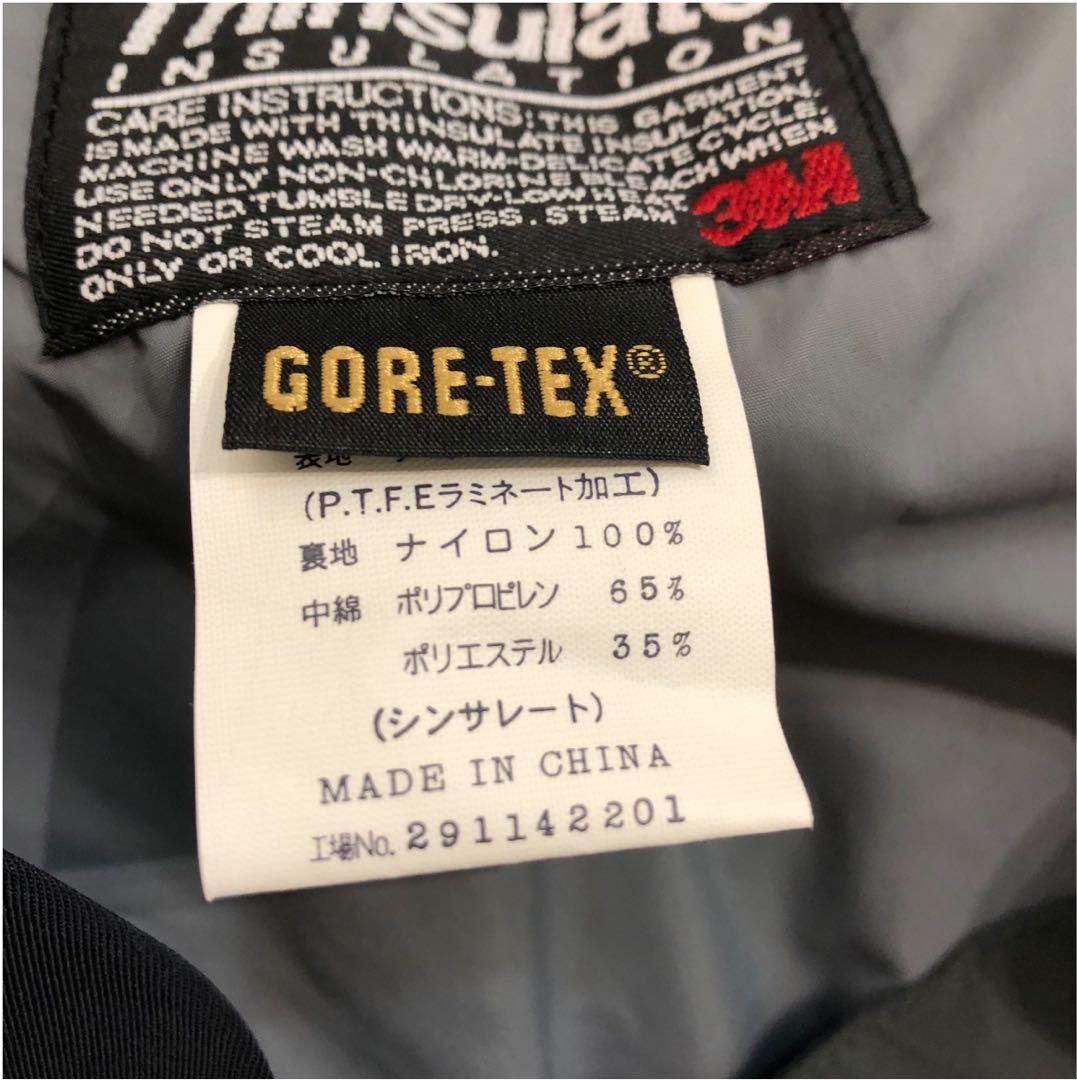 Thinsulate
INSULATION
CARE INSTRUCTIONS: THIS GARMENT
IS MADE WITH THINSULATE INSULATION.
MACHINE WASH WARM-DELICATE CYCLE.
USE ONLY NON-CHLORINE BLEACH WHEN
NEEDED TUMBLE DRY-LOW HEAT.
DO NOT STEAM PRESS. STEAM
ONLY OR COOL IRON.
3M
GORE-TEX®
表地
(P.T.F.Eラミネート加工)
裏地 ナイロン 100%
中綿 ポリプロピレン 65%
ポリエステル 35%
(シンサレート)
MADE IN CHINA
工場No. 291142201